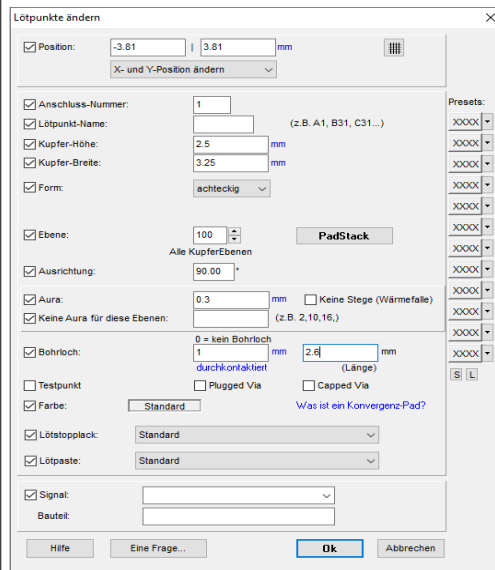 Lötpunkte ändern
Position: -3.81 | 3.81 mm
X- und Y-Position ändern
Presets:
Anschluss-Nummer: 1
Lötpunkt-Name: (z.B. A1, B31, C31...)
Kupfer-Höhe: 2.5 mm
Kupfer-Breite: 3.25 mm
Form: achteckig
Ebene: 100 PadStack
Alle KupferEbenen
Ausrichtung: 90.00 °
Aura: 0.3 mm Keine Stege (Wärmefalle)
Keine Aura für diese Ebenen: (z.B. 2,10,16,)
0 = kein Bohrloch
Bohrloch: 1 mm 2.6 mm
durchkontaktiert (Länge)
Testpunkt Plugged Via Capped Via
Farbe: Standard Was ist ein Konvergenz-Pad?
Lötstopplack: Standard
Lötpaste: Standard
Signal:
Bauteil:
Hilfe Eine Frage... Ok Abbrechen
XXXX
XXXX
XXXX
XXXX
XXXX
XXXX
XXXX
XXXX
XXXX
XXXX
XXXX
XXXX
S L